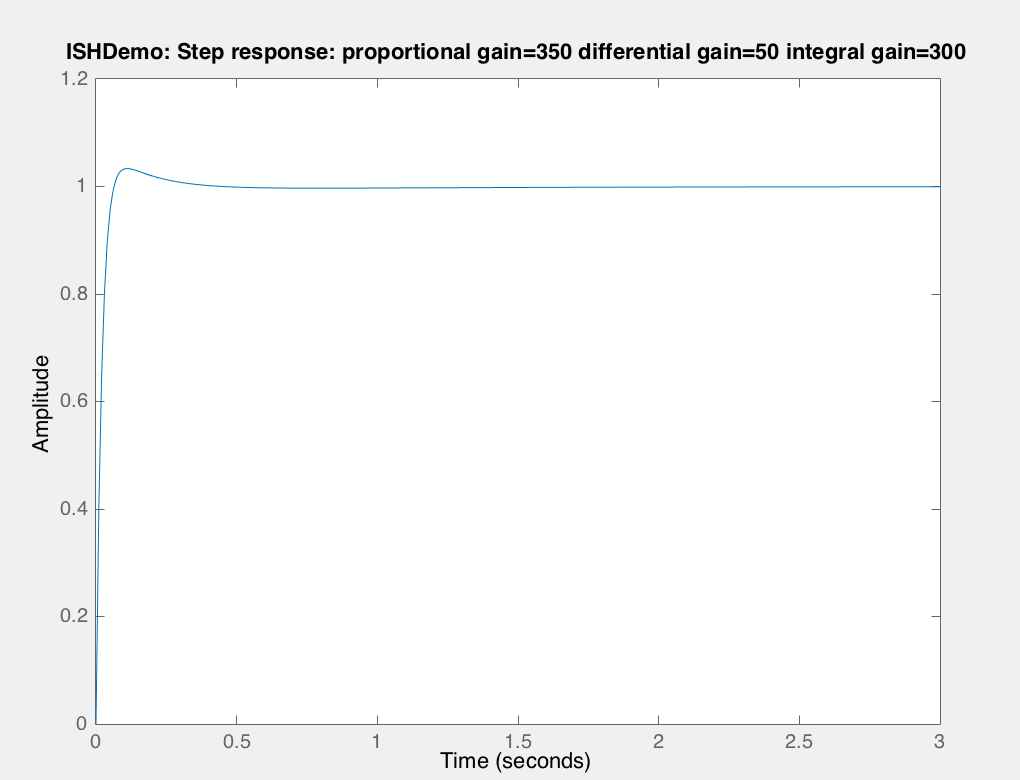 ISHDemo: Step response: proportional gain=350 differential gain=50 integral gain=300
1.2
1
0.8
0.6
0.4
0.2
0
Amplitude
0 0.5 1 1.5 2 2.5 3
Time (seconds)